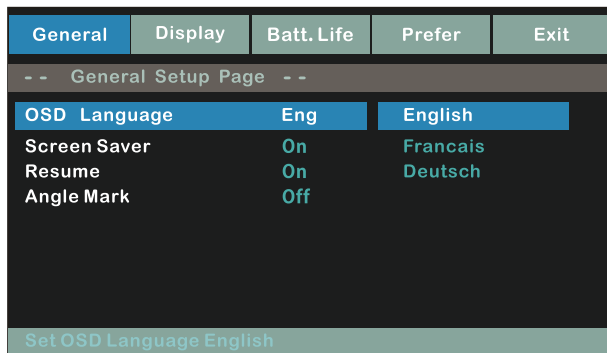 General Display Batt. Life Prefer Exit
-- General Setup Page --
OSD Language Eng English
Screen Saver On Francais
Resume On Deutsch
Angle Mark Off
Set OSD Language English